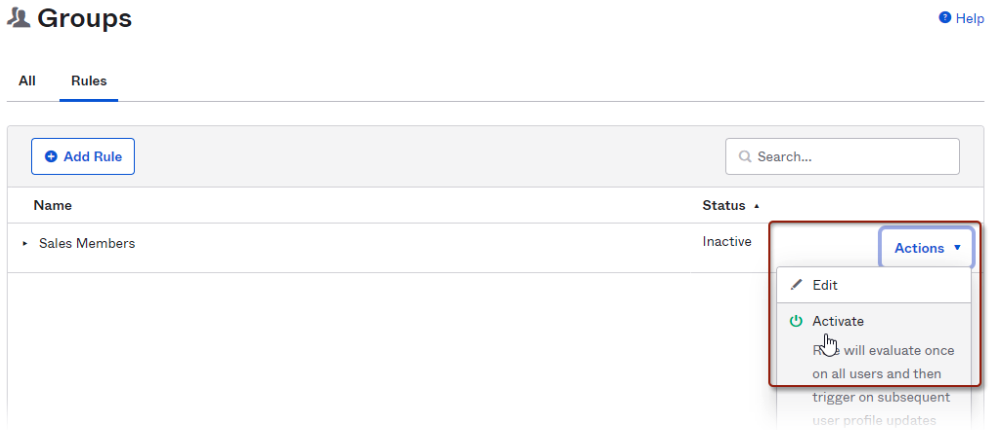 Groups
Help
All Rules
Add Rule
Search...
Name Status
Sales Members Inactive Actions
Edit
Activate
will evaluate once
on all users and then
trigger on subsequent
user profile updates